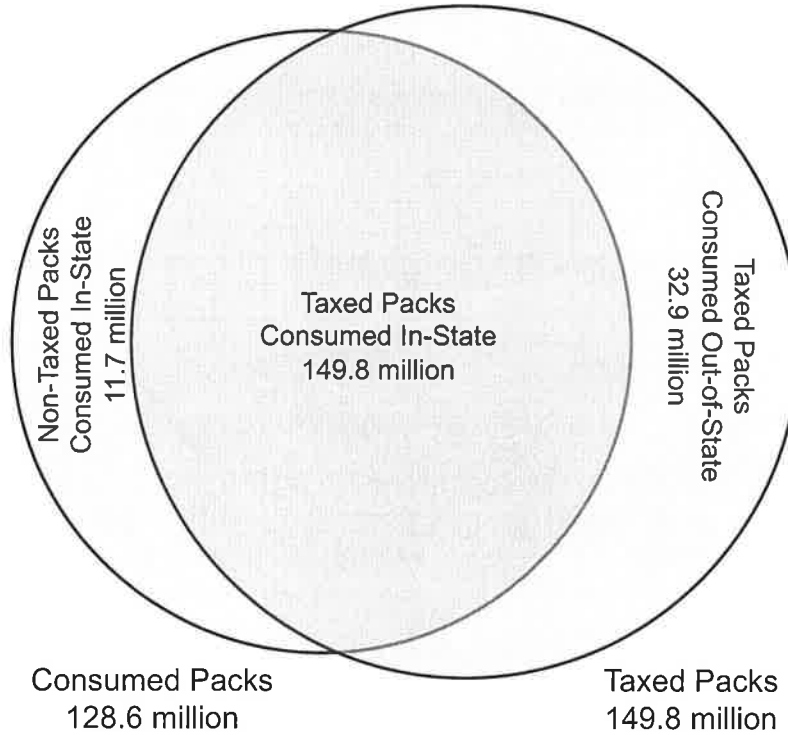 Non-Taxed Packs
Consumed In-State
11.7 million
Taxed Packs
Consumed In-State
149.8 million
Taxed Packs
Consumed Out-of-State
32.9 million
Consumed Packs
128.6 million
Taxed Packs
149.8 million